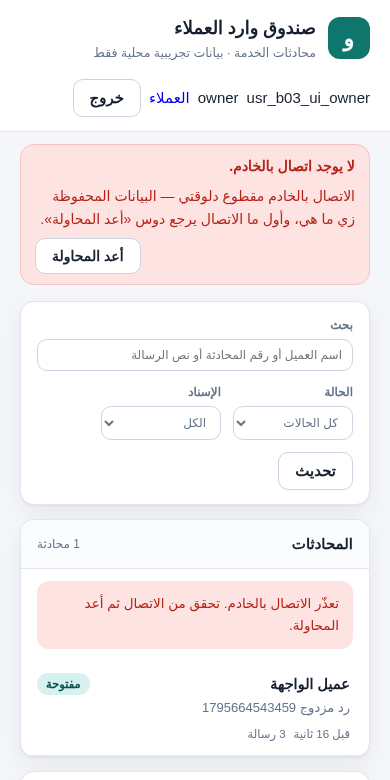 و
صندوق وارد العملاء
محادثات الخدمة · بيانات تجريبية محلية فقط
usr_b03_ui_owner owner العملاء خروج
لا يوجد اتصال بالخادم.
الاتصال بالخادم مقطوع دلوقتي — البيانات المحفوظة
زي ما هي، وأول ما الاتصال يرجع دوس «أعد المحاولة».
أعد المحاولة
بحث
اسم العميل أو رقم المحادثة أو نص الرسالة
الحالة الإسناد
كل الحالات الكل
تحديث
المحادثات 1 محادثة
تعذّر الاتصال بالخادم. تحقق من الاتصال ثم أعد
المحاولة.
عميل الواجهة مفتوحة
رد مزدوج 1795664543459
قبل 16 ثانية 3 رسالة